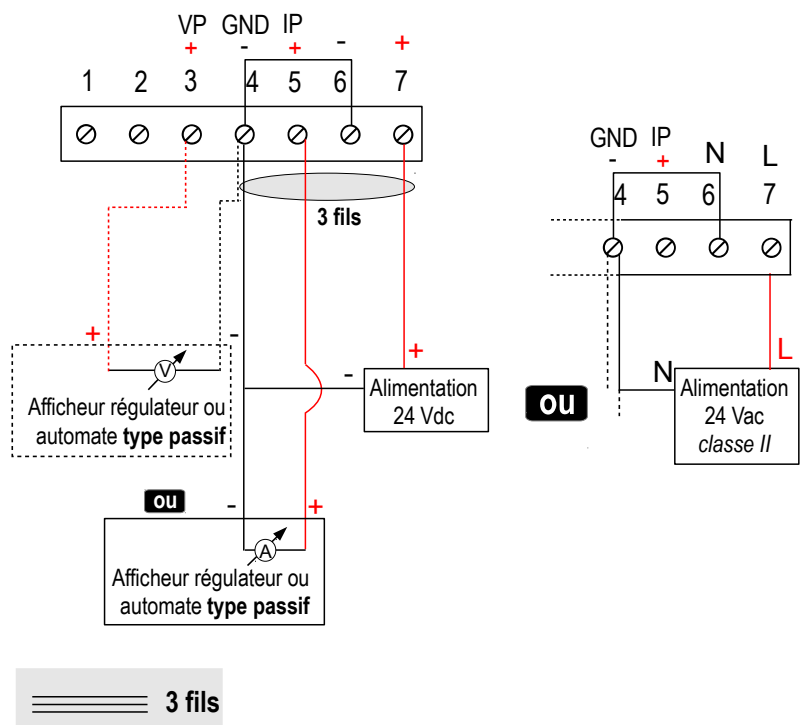 VP GND IP
+ - + - +
1 2 3 4 5 6 7
3 fils
+ -
V
Afficheur régulateur ou
automate type passif
- +
Alimentation
24 Vdc
ou
- +
A
Afficheur régulateur ou
automate type passif
3 fils
GND IP N L
- +
4 5 6 7
L
N
ou
Alimentation
24 Vac
classe II